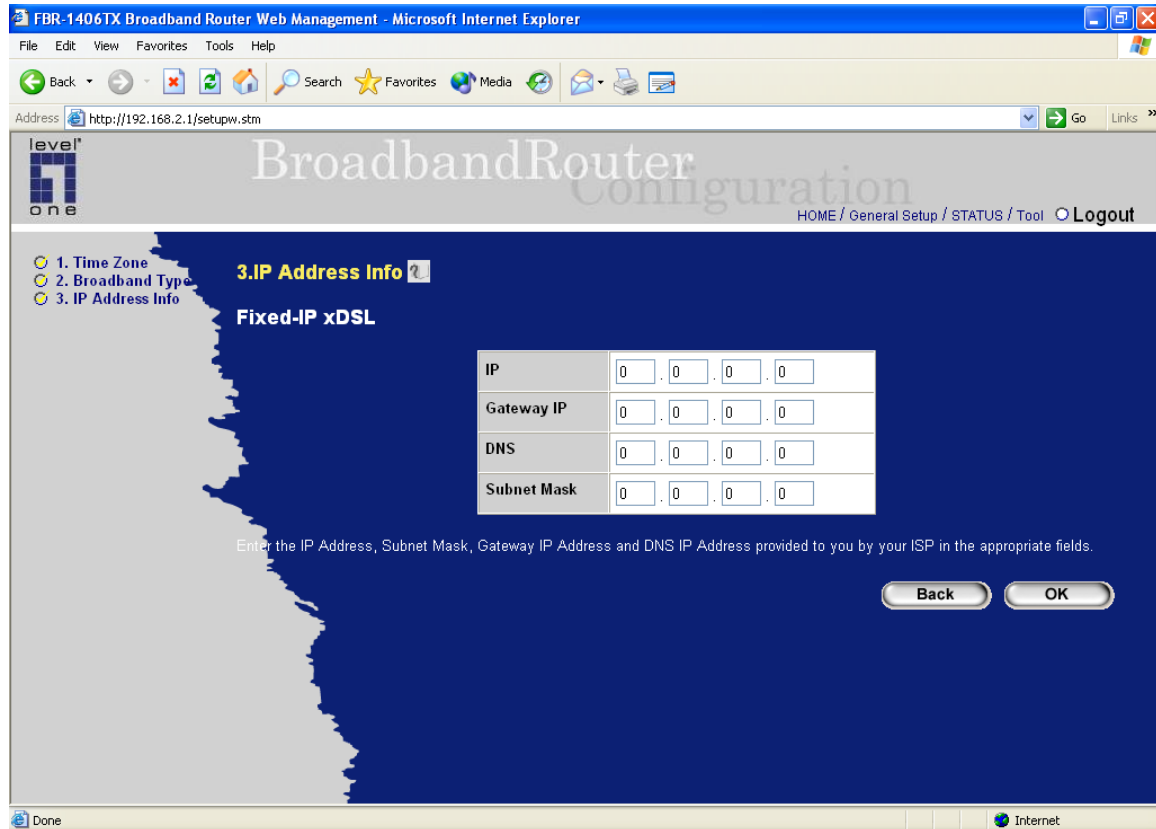 FBR-1406TX Broadband Router Web Management - Microsoft Internet Explorer
File Edit View Favorites Tools Help
Back Search Favorites Media
Address http://192.168.2.1/setupw.stm Go Links »
level
one
BroadbandRouter
Configuration
HOME / General Setup / STATUS / Tool Logout
1. Time Zone
2. Broadband Type
3. IP Address Info
3.IP Address Info
Fixed-IP xDSL
IP 0 . 0 . 0 . 0
Gateway IP 0 . 0 . 0 . 0
DNS 0 . 0 . 0 . 0
Subnet Mask 0 . 0 . 0 . 0
Enter the IP Address, Subnet Mask, Gateway IP Address and DNS IP Address provided to you by your ISP in the appropriate fields.
Back OK
Done Internet